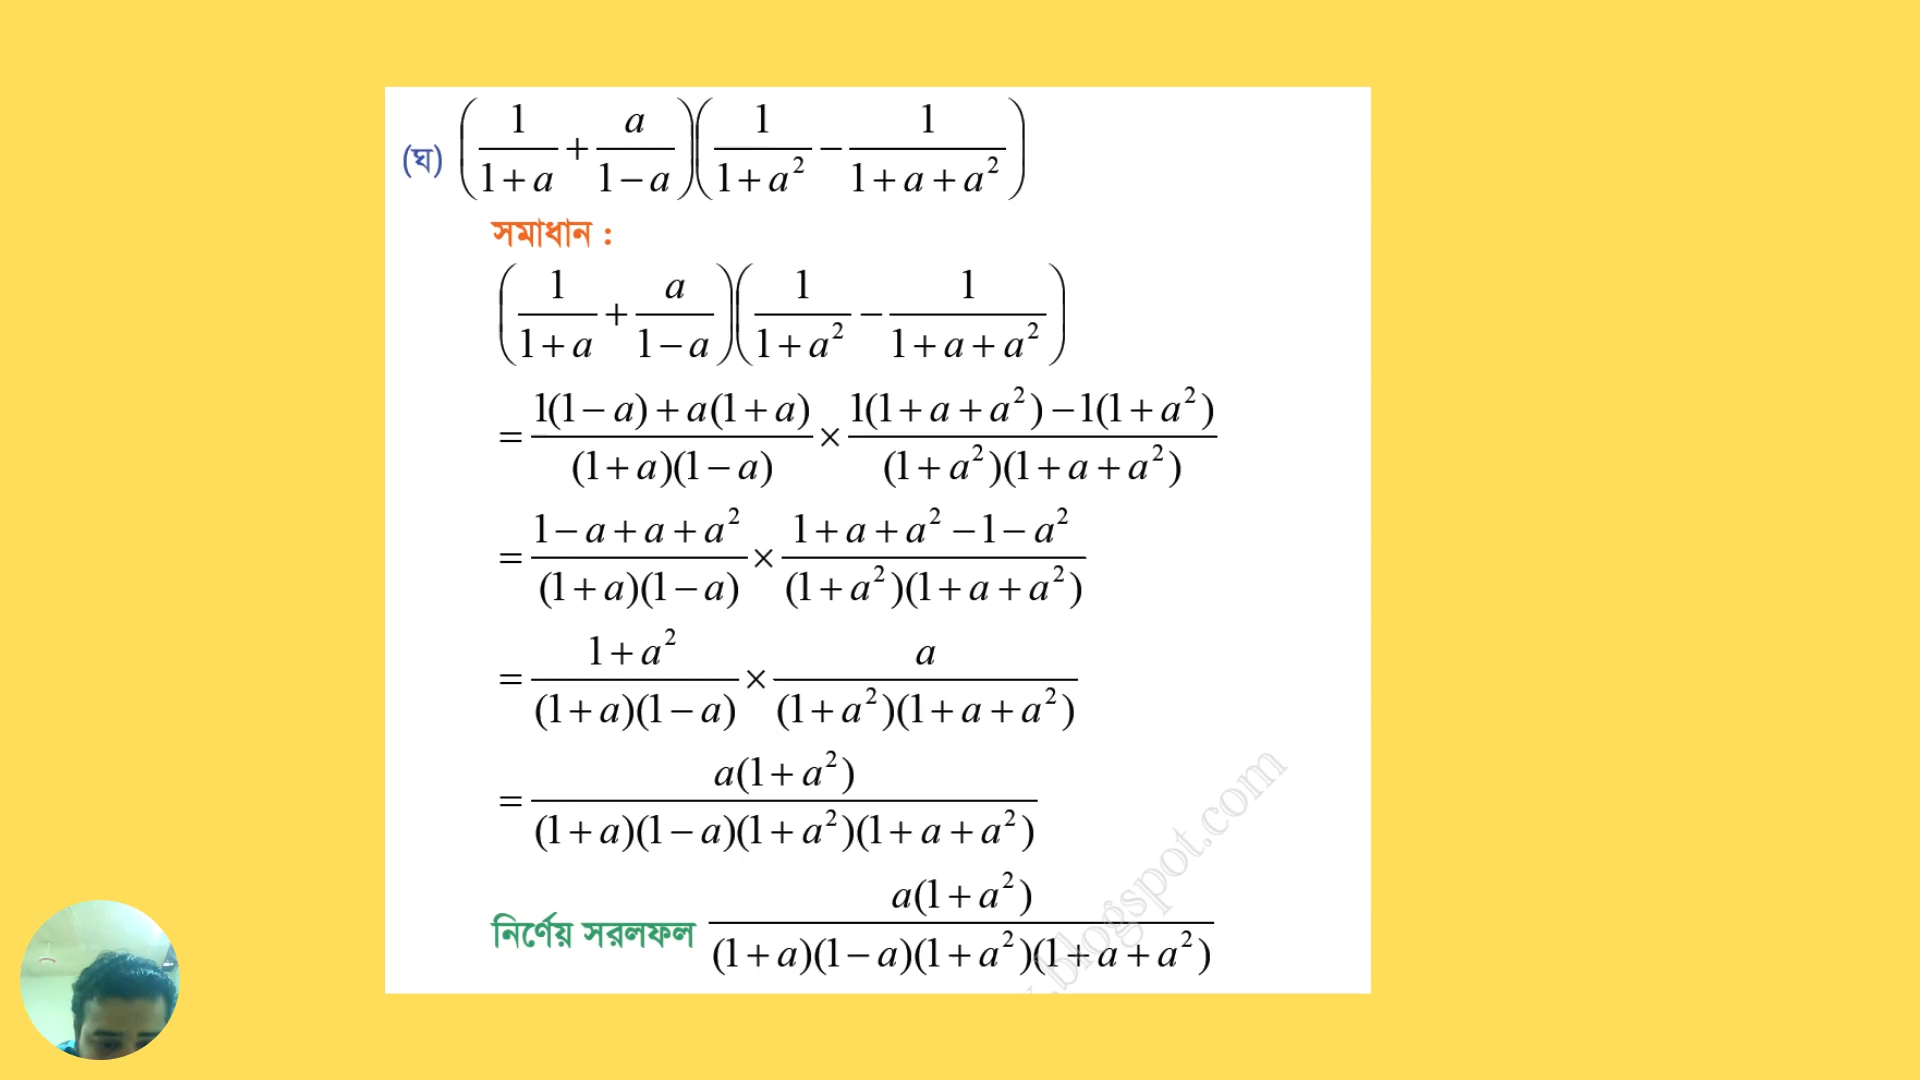 (ঘ) (1/(1+a) + a/(1−a))(1/(1+a²) − 1/(1+a+a²))
সমাধান :
(1/(1+a) + a/(1−a))(1/(1+a²) − 1/(1+a+a²))
= (1(1−a)+a(1+a))/((1+a)(1−a)) × (1(1+a+a²)−1(1+a²))/((1+a²)(1+a+a²))
= (1−a+a+a²)/((1+a)(1−a)) × (1+a+a²−1−a²)/((1+a²)(1+a+a²))
= (1+a²)/((1+a)(1−a)) × a/((1+a²)(1+a+a²))
= a(1+a²)/((1+a)(1−a)(1+a²)(1+a+a²))
নির্ণেয় সরলফল a(1+a²)/((1+a)(1−a)(1+a²)(1+a+a²))
.blogspot.com